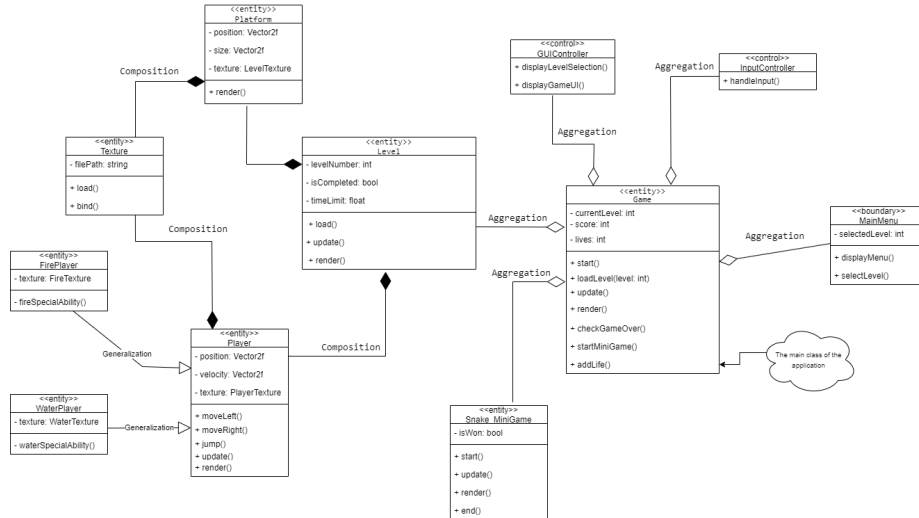 <<entity>>
Platform
- position: Vector2f
- size: Vector2f
- texture: LevelTexture
+ render()
Composition
<<entity>>
Texture
- filePath: string
+ load()
+ bind()
Composition
<<entity>>
Level
- levelNumber: int
- isCompleted: bool
- timeLimit: float
+ load()
+ update()
+ render()
<<control>>
GUIController
+ displayLevelSelection()
+ displayGameUI()
Aggregation
<<control>>
InputController
+ handleInput()
Aggregation
<<entity>>
Game
- currentLevel: int
- score: int
- lives: int
+ start()
+ loadLevel(level: int)
+ update()
+ render()
+ checkGameOver()
+ startMiniGame()
+ addLife()
Aggregation
Aggregation
Aggregation
<<boundary>>
MainMenu
- selectedLevel: int
+ displayMenu()
+ selectLevel()
The main class of the
application
<<entity>>
FirePlayer
- texture: FireTexture
- fireSpecialAbility()
Generalization
<<entity>>
WaterPlayer
- texture: WaterTexture
- waterSpecialAbility()
Generalization
<<entity>>
Player
- position: Vector2f
- velocity: Vector2f
- texture: PlayerTexture
+ moveLeft()
+ moveRight()
+ jump()
+ update()
+ render()
Composition
<<entity>>
Snake MiniGame
- isWon: bool
+ start()
+ update()
+ render()
+ end()